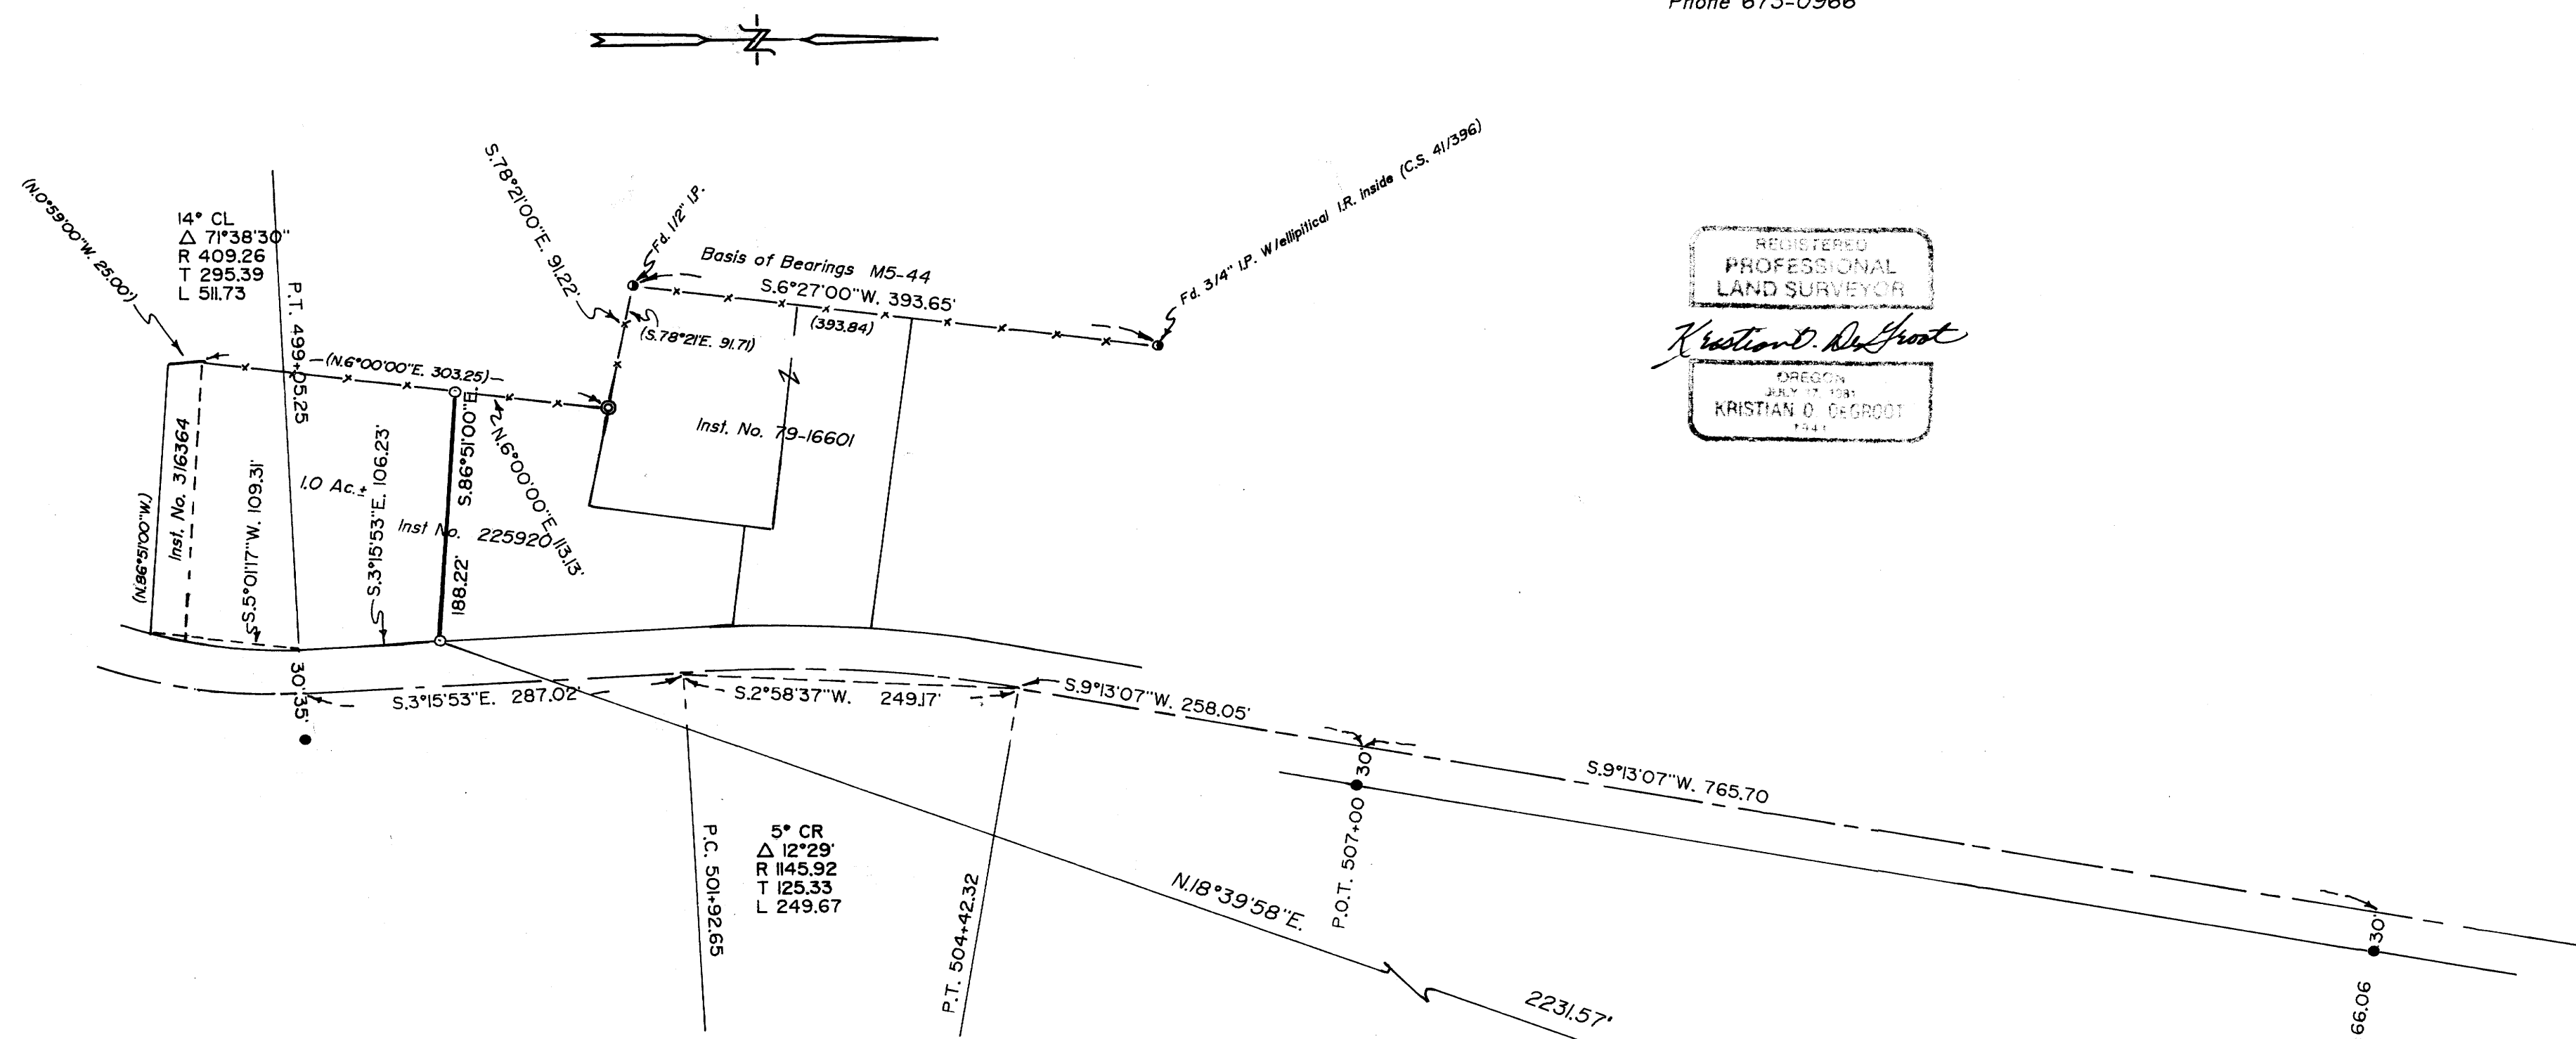 Phone 673-0966
N
(N.0°59'00"W. 25.00')
14° CL
Δ 71°38'30"
R 409.26
T 295.39
L 511.73
P.T. 499+05.25
S.78°21'00"E. 91.22'
Fd. 1/2" I.P.
Basis of Bearings M5-44
S.6°27'00"W. 393.65'
(393.84)
(S.78°21'E. 91.71)
Fd. 3/4" I.P. W/ellipitical I.R. inside (C.S. 41/396)
(N.6°00'00"E. 303.25)
N.6°00'00"E. 113.13'
S.86°51'00"E.
188.22'
Inst. No. 79-16601
(N.86°51'00"W.)
Inst. No. 316364
S.5°01'17"W. 109.31'
1.0 Ac.±
S.3°15'53"E. 106.23'
Inst No. 225920
30'
35'
S.3°15'53"E. 287.02'
S.2°58'37"W. 249.17'
S.9°13'07"W. 258.05'
S.9°13'07"W. 765.70
30'
P.O.T. 507+00
30'
66.06
P.C. 501+92.65
5° CR
Δ 12°29'
R 1145.92
T 125.33
L 249.67
P.T. 504+42.32
N.18°39'58"E.
2231.57'
REGISTERED
PROFESSIONAL
LAND SURVEYOR
Kristian O. DeGroot
OREGON
JULY 17, 1981
KRISTIAN O. DEGROOT